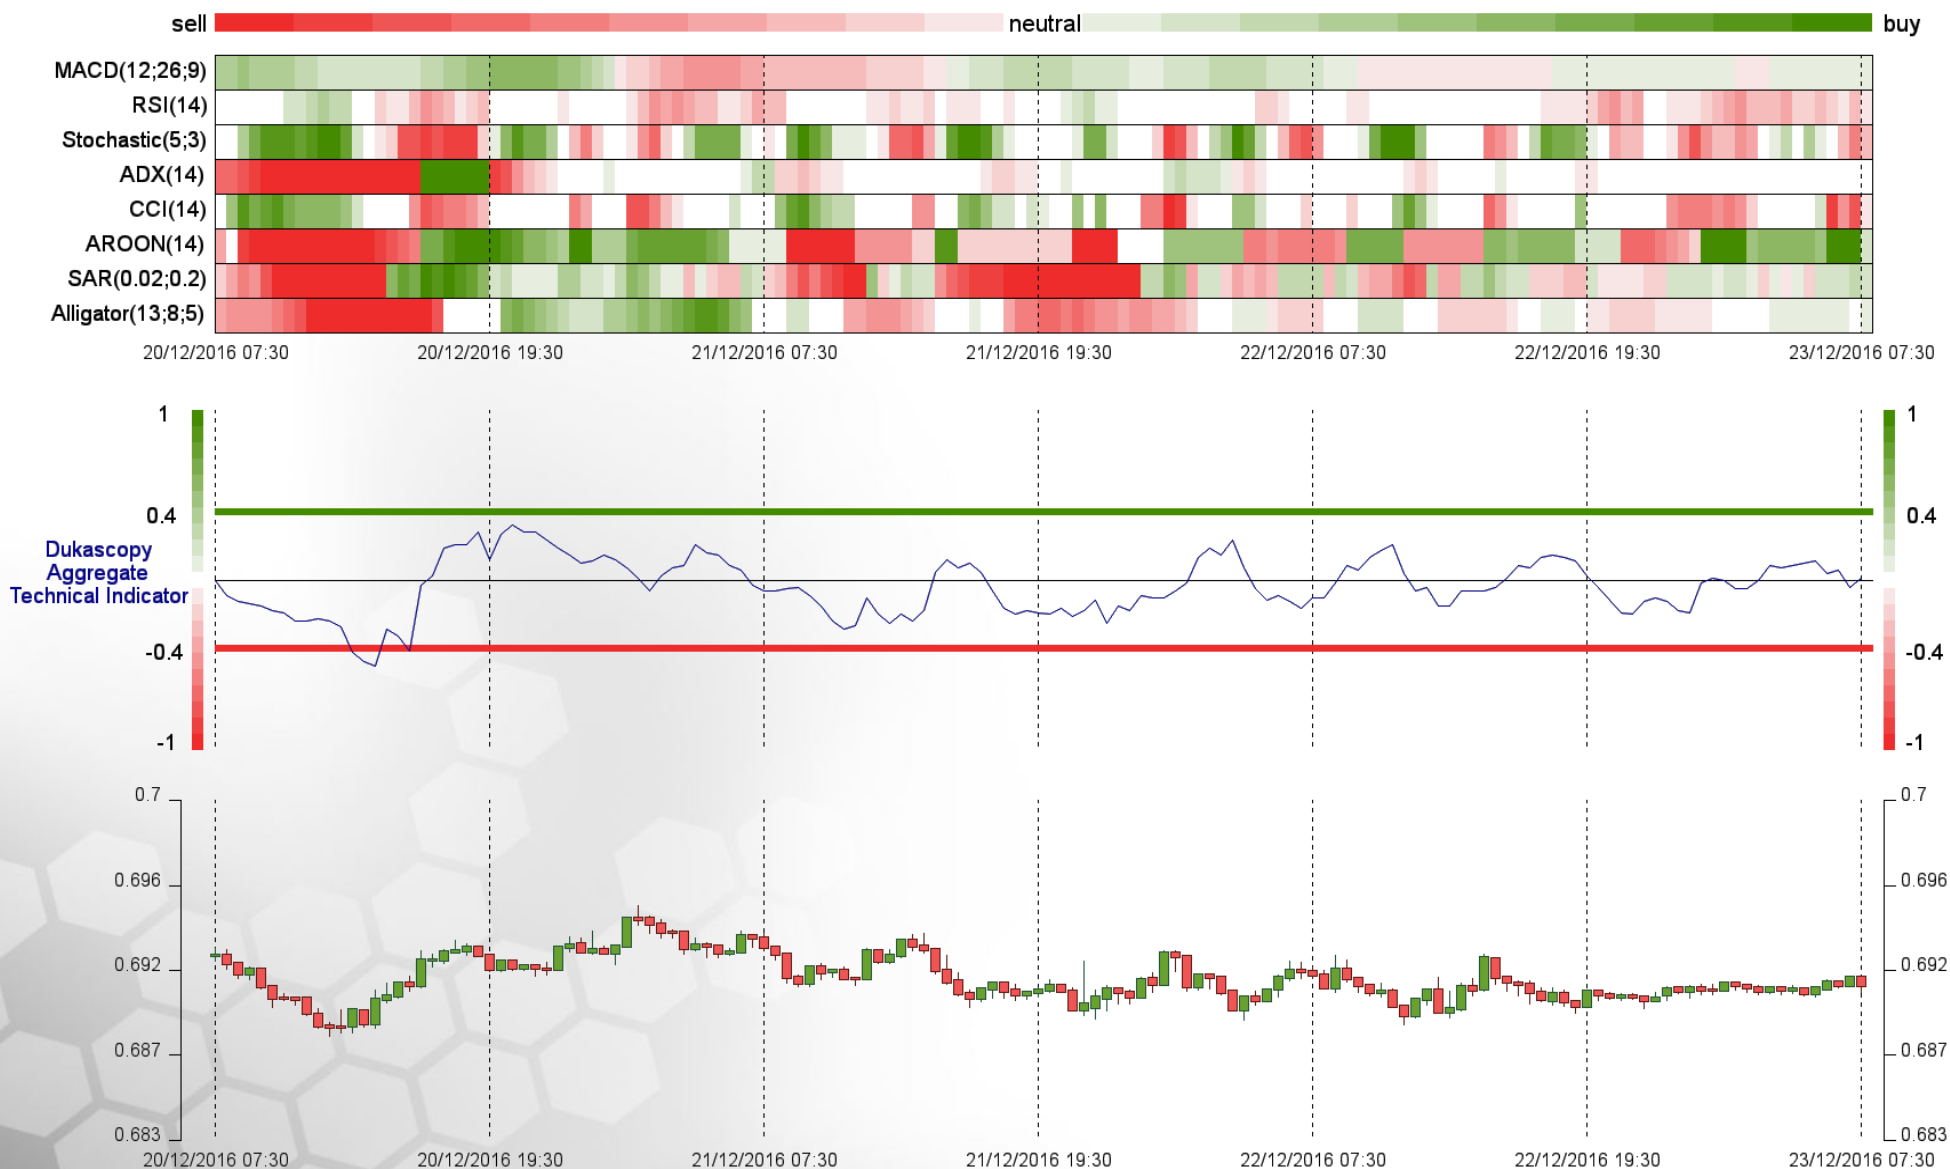 sell neutral buy
MACD(12;26;9)
RSI(14)
Stochastic(5;3)
ADX(14)
CCI(14)
AROON(14)
SAR(0.02;0.2)
Alligator(13;8;5)
20/12/2016 07:30 20/12/2016 19:30 21/12/2016 07:30 21/12/2016 19:30 22/12/2016 07:30 22/12/2016 19:30 23/12/2016 07:30
1 1
0.4 0.4
Dukascopy
Aggregate
Technical Indicator
-0.4 -0.4
-1 -1
0.7 0.7
0.696 0.696
0.692 0.692
0.687 0.687
0.683 0.683
20/12/2016 07:30 20/12/2016 19:30 21/12/2016 07:30 21/12/2016 19:30 22/12/2016 07:30 22/12/2016 19:30 23/12/2016 07:30